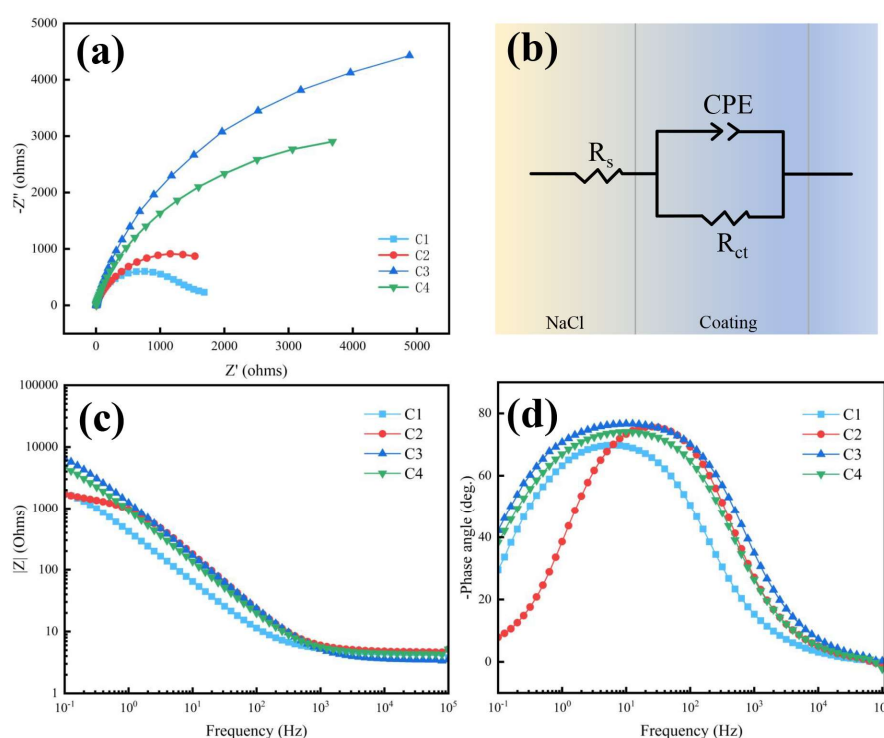 (a)
5000
4000
3000
2000
1000
0
-Z'' (ohms)
C1
C2
C3
C4
0 1000 2000 3000 4000 5000
Z' (ohms)
(b)
CPE
Rs
Rct
NaCl Coating
(c)
100000
10000
1000
100
10
1
|Z| (Ohms)
C1
C2
C3
C4
10⁻¹ 10⁰ 10¹ 10² 10³ 10⁴ 10⁵
Frequency (Hz)
(d)
80
60
40
20
0
-Phase angle (deg.)
C1
C2
C3
C4
10⁻¹ 10⁰ 10¹ 10² 10³ 10⁴ 10
Frequency (Hz)